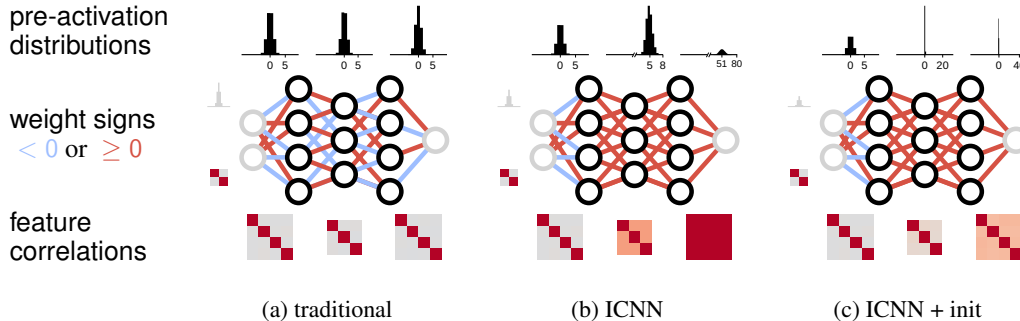 pre-activation
distributions
0 5
0 5
0 5
0 5
5 8
51 80
0 5
0 20
0 40
weight signs
< 0 or ≥ 0
feature
correlations
(a) traditional
(b) ICNN
(c) ICNN + init